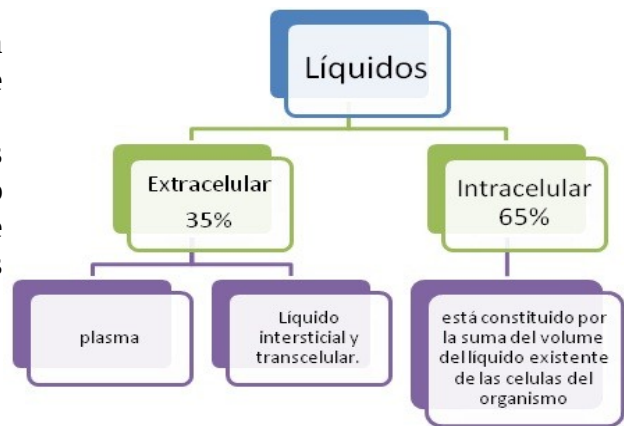 Líquidos
Extracelular
35%
Intracelular
65%
plasma
Líquido
intersticial y
transcelular.
está constituido por
la suma del volume
del líquido existente
de las celulas del
organismo